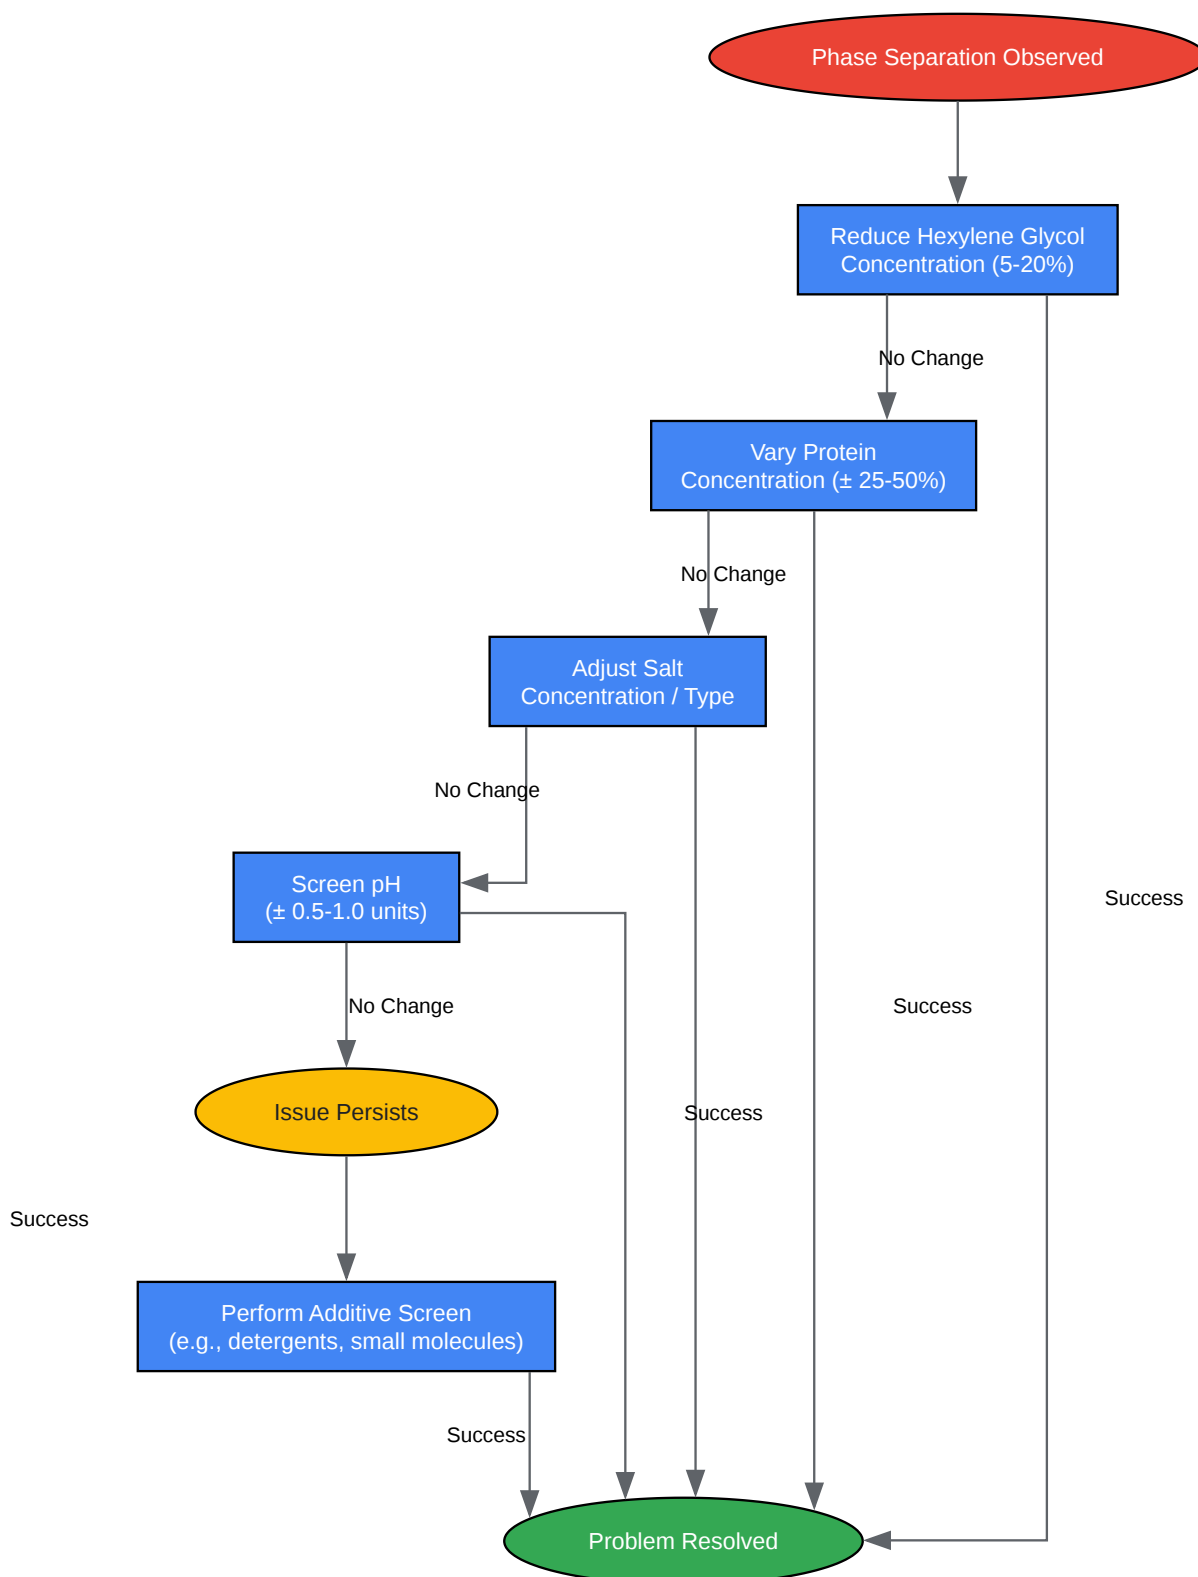 Phase Separation Observed
Reduce Hexylene Glycol
Concentration (5-20%)
No Change
Vary Protein
Concentration (± 25-50%)
No Change
Adjust Salt
Concentration / Type
No Change
Screen pH
(± 0.5-1.0 units)
Success
No Change
Success
Issue Persists
Success
Success
Perform Additive Screen
(e.g., detergents, small molecules)
Success
Problem Resolved